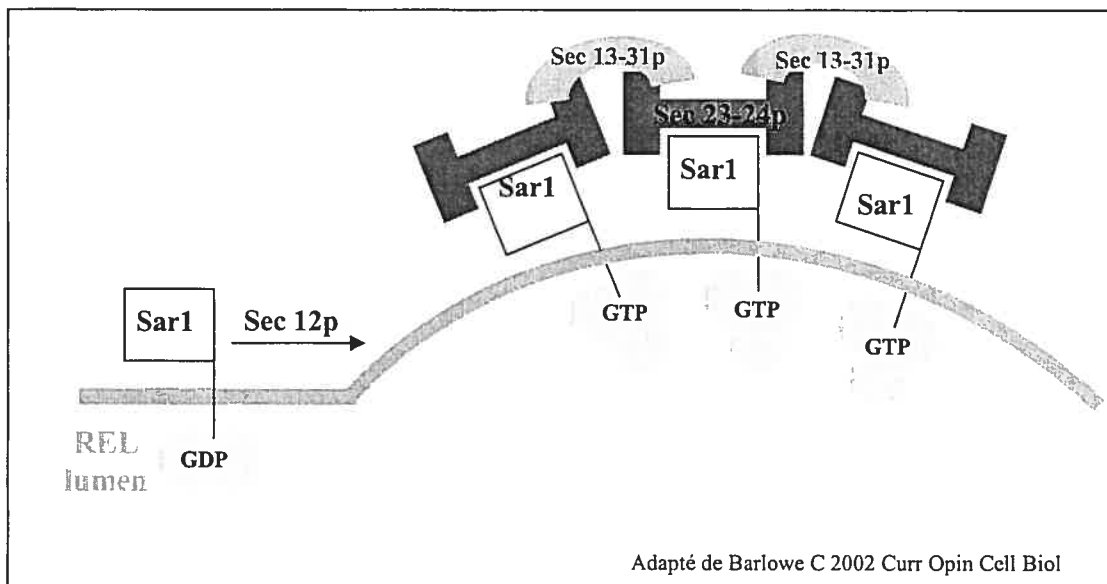 Sec 13-31p
Sec 13-31p
Sec 23-24p
Sar1
Sar1
Sar1
Sar1
Sec 12p
GTP
GTP
GTP
REL
lumen
GDP
Adapté de Barlowe C 2002 Curr Opin Cell Biol